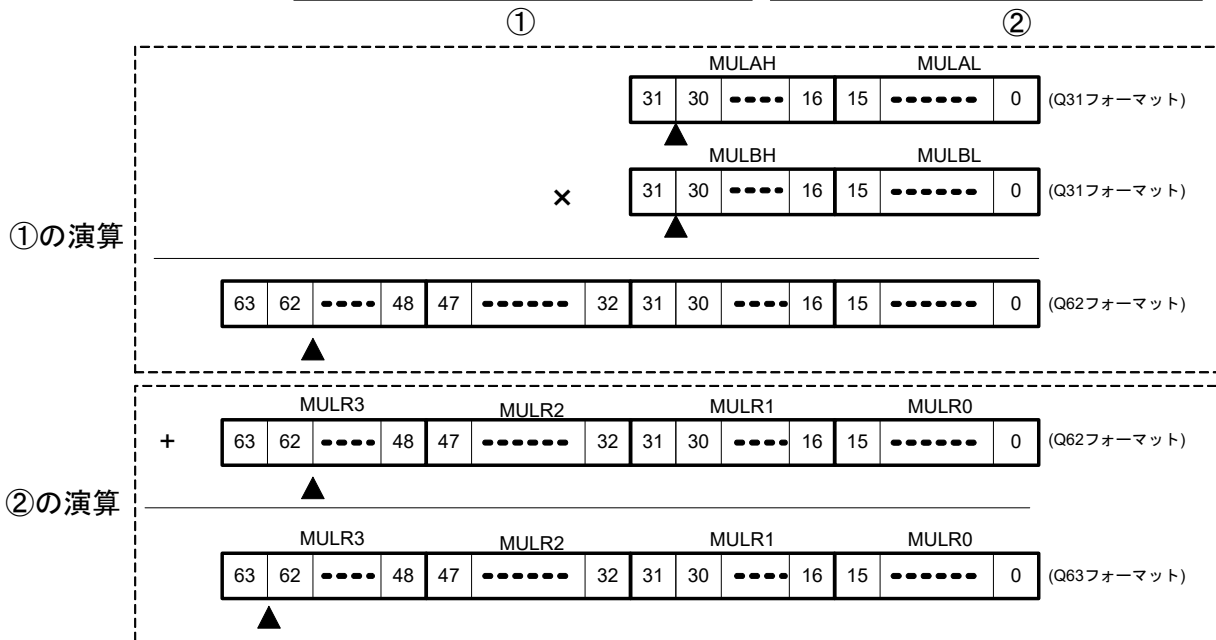 ① ②
MULAH MULAL
31 30 16 15 0 (Q31フォーマット)
MULBH MULBL
× 31 30 16 15 0 (Q31フォーマット)
①の演算
63 62 48 47 32 31 30 16 15 0 (Q62フォーマット)
MULR3 MULR2 MULR1 MULR0
+ 63 62 48 47 32 31 30 16 15 0 (Q62フォーマット)
②の演算
MULR3 MULR2 MULR1 MULR0
63 62 48 47 32 31 30 16 15 0 (Q63フォーマット)